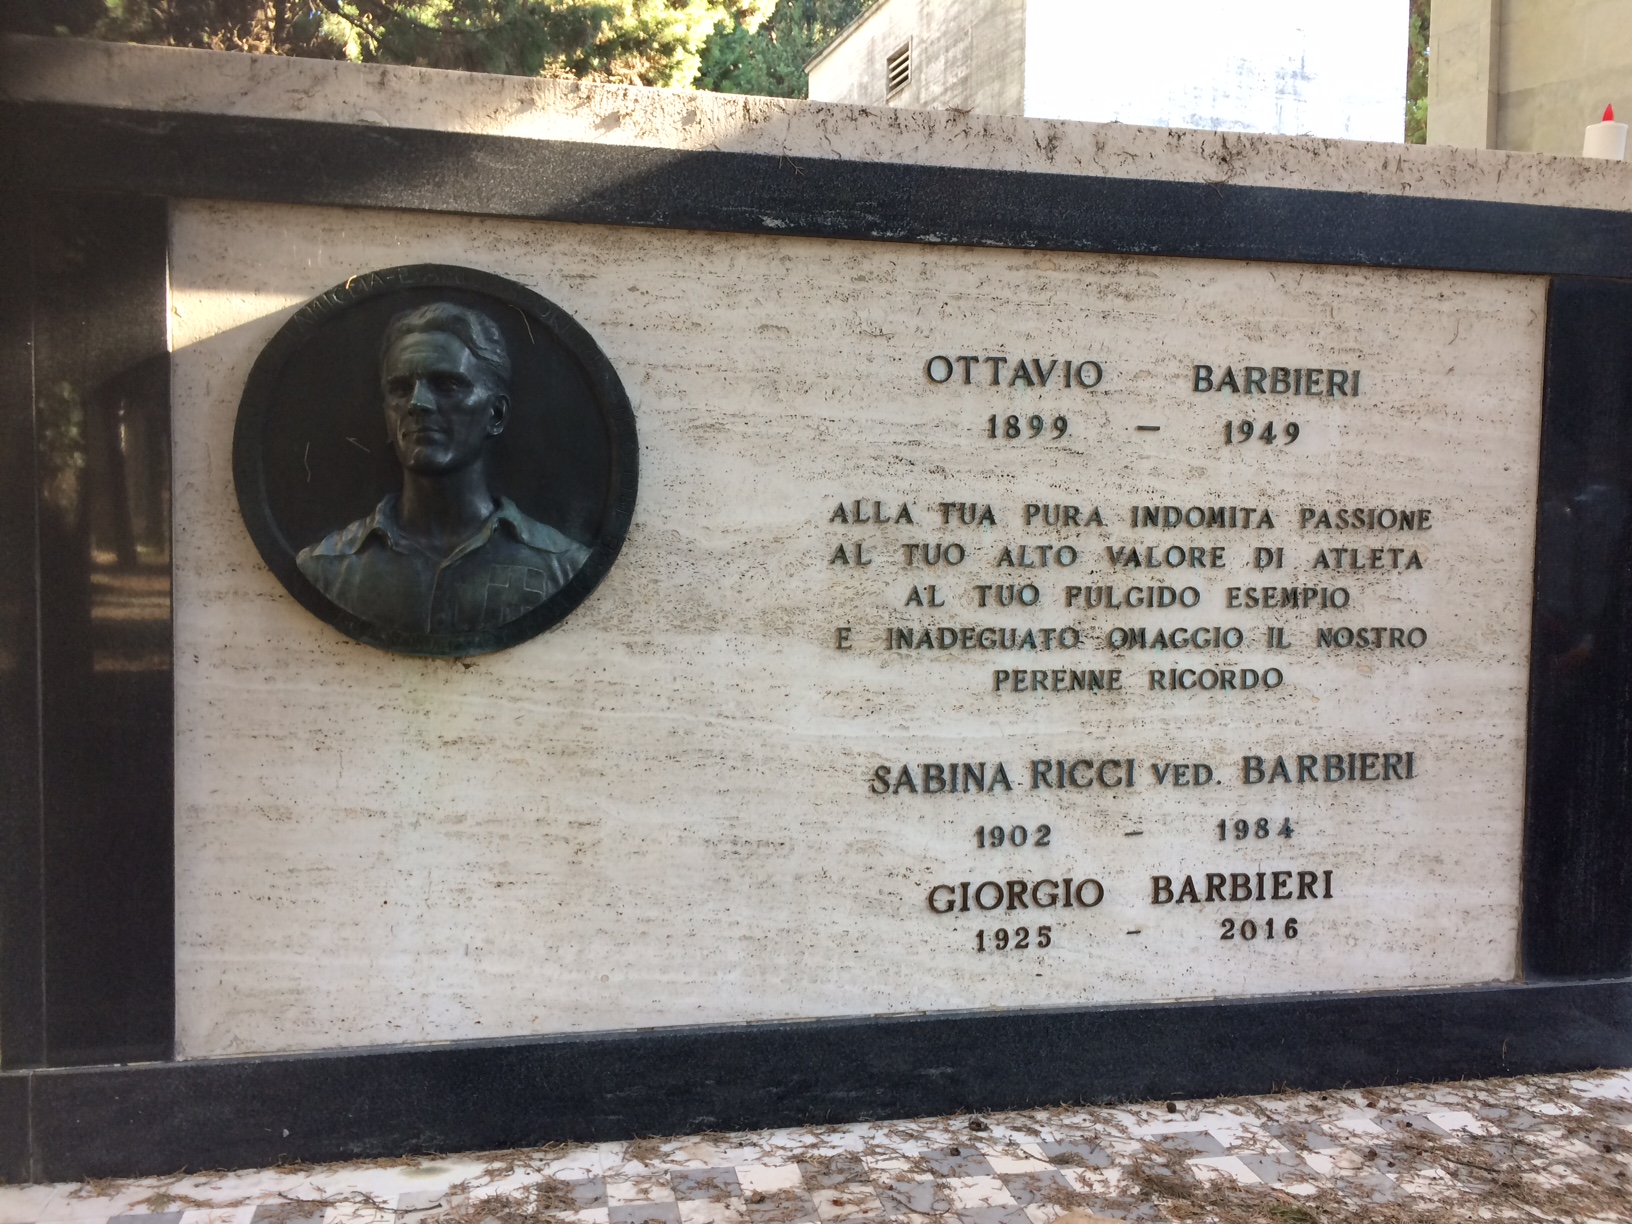 OTTAVIO BARBIERI
1899 – 1949
ALLA TUA PURA INDOMITA PASSIONE
AL TUO ALTO VALORE DI ATLETA
AL TUO FULGIDO ESEMPIO
E INADEGUATO OMAGGIO IL NOSTRO
PERENNE RICORDO
SABINA RICCI VED. BARBIERI
1902 – 1984
GIORGIO BARBIERI
1925 - 2016